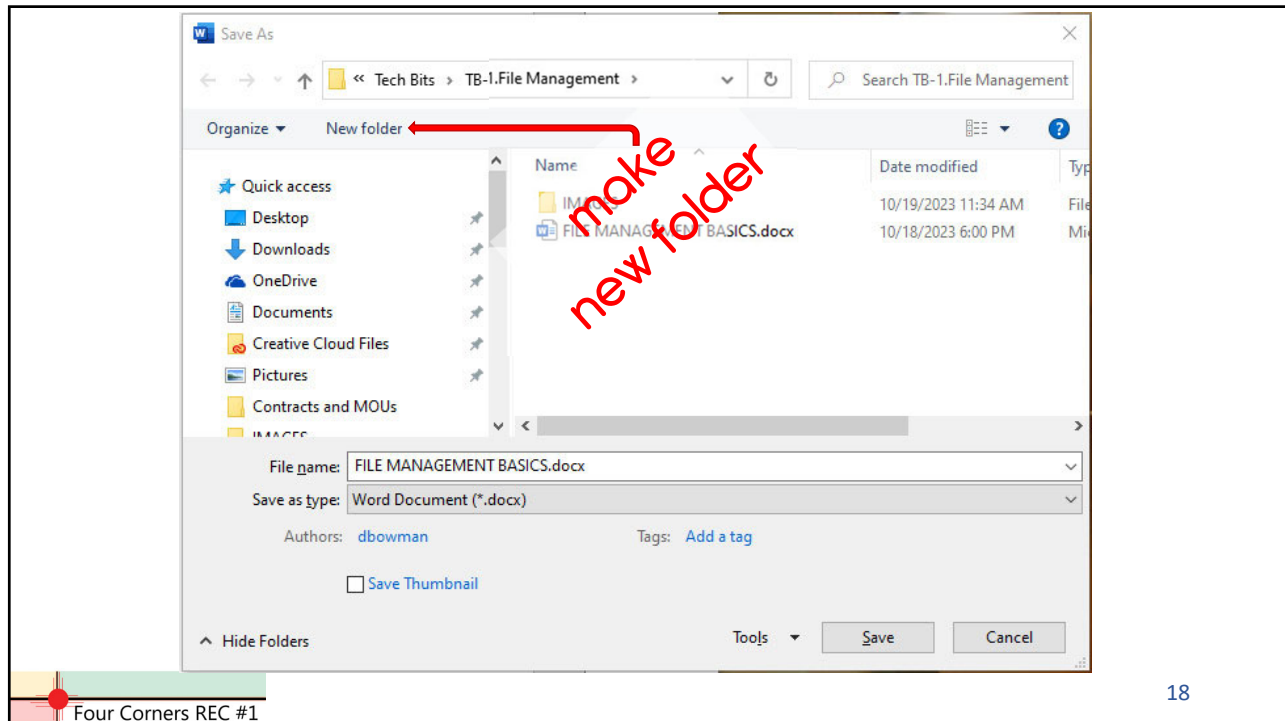 Save As
« Tech Bits › TB-1.File Management ›
Search TB-1.File Management
Organize
New folder
make
new folder
Name
Date modified
Typ
Quick access
Desktop
Downloads
OneDrive
Documents
Creative Cloud Files
Pictures
Contracts and MOUs
IMAGES
IMAGES
10/19/2023 11:34 AM
File
FILE MANAGEMENT BASICS.docx
10/18/2023 6:00 PM
Mi
File name: FILE MANAGEMENT BASICS.docx
Save as type: Word Document (*.docx)
Authors: dbowman
Tags: Add a tag
Save Thumbnail
Hide Folders
Tools
Save
Cancel
Four Corners REC #1
18